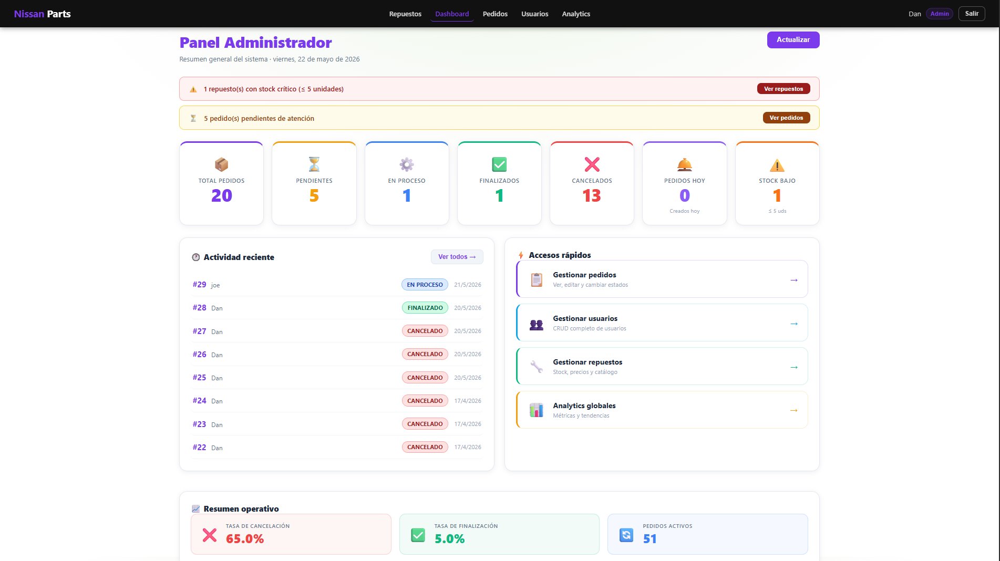 Nissan Parts
Repuestos Dashboard Pedidos Usuarios Analytics
Dan Admin Salir
Panel Administrador
Actualizar
Resumen general del sistema · viernes, 22 de mayo de 2026
1 repuesto(s) con stock crítico (≤ 5 unidades)
Ver repuestos
5 pedido(s) pendientes de atención
Ver pedidos
TOTAL PEDIDOS
20
PENDIENTES
5
EN PROCESO
1
FINALIZADOS
1
CANCELADOS
13
PEDIDOS HOY
0
Creados hoy
STOCK BAJO
1
≤ 5 uds
Actividad reciente
Ver todos →
#29 joe EN PROCESO 21/5/2026
#28 Dan FINALIZADO 20/5/2026
#27 Dan CANCELADO 20/5/2026
#26 Dan CANCELADO 20/5/2026
#25 Dan CANCELADO 20/5/2026
#24 Dan CANCELADO 17/4/2026
#23 Dan CANCELADO 17/4/2026
#22 Dan CANCELADO 17/4/2026
Accesos rápidos
Gestionar pedidos
Ver, editar y cambiar estados
→
Gestionar usuarios
CRUD completo de usuarios
→
Gestionar repuestos
Stock, precios y catálogo
→
Analytics globales
Métricas y tendencias
→
Resumen operativo
TASA DE CANCELACIÓN
65.0%
TASA DE FINALIZACIÓN
5.0%
PEDIDOS ACTIVOS
51